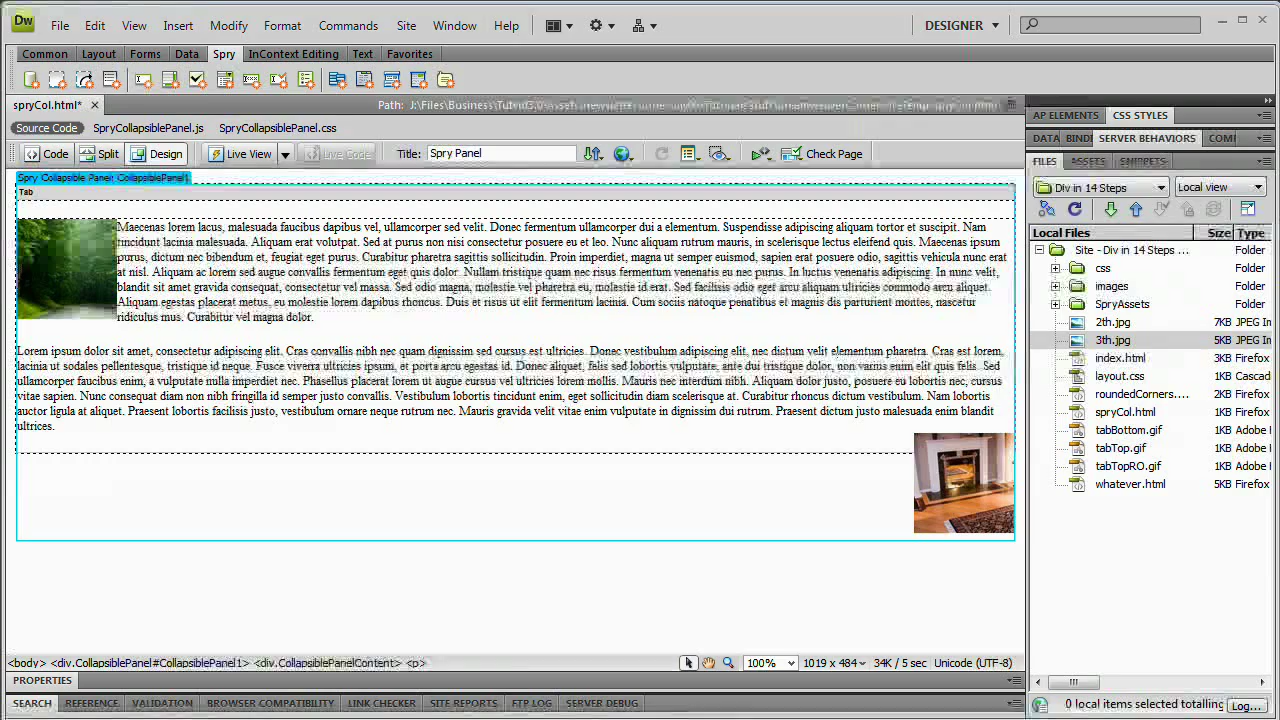 Dw File Edit View Insert Modify Format Commands Site Window Help DESIGNER
Common Layout Forms Data Spry InContext Editing Text Favorites
spryCol.html* Path: J:\Files\Business\
Source Code SpryCollapsiblePanel.js SpryCollapsiblePanel.css
Code Split Design Live View Live Code Title: Spry Panel Check Page
Spry Collapsible Panel: CollapsiblePanel1
Tab
Maecenas lorem lacus, malesuada faucibus dapibus vel, ullamcorper sed velit. Donec fermentum ullamcorper dui a elementum. Suspendisse adipiscing aliquam tortor et suscipit. Nam
tincidunt lacinia malesuada. Aliquam erat volutpat. Sed at purus non nisi consectetur posuere eu et leo. Nunc aliquam rutrum mauris, in scelerisque lectus eleifend quis. Maecenas ipsum
purus, dictum nec bibendum et, feugiat eget purus. Curabitur pharetra sagittis sollicitudin. Proin imperdiet, magna ut semper euismod, sapien erat posuere odio, sagittis vehicula nunc erat
at nisl. Aliquam ac lorem sed augue convallis fermentum eget quis dolor. Nullam tristique quam nec risus fermentum venenatis eu nec purus. In luctus venenatis adipiscing. In nunc velit,
blandit sit amet gravida consequat, consectetur vel massa. Sed odio magna, molestie vel pharetra eu, molestie id erat. Sed facilisis odio eget arcu aliquam ultricies commodo arcu aliquet.
Aliquam egestas placerat metus, eu molestie lorem dapibus rhoncus. Duis et risus ut elit fermentum lacinia. Cum sociis natoque penatibus et magnis dis parturient montes, nascetur
ridiculus mus. Curabitur vel magna dolor.
Lorem ipsum dolor sit amet, consectetur adipiscing elit. Cras convallis nibh nec quam dignissim sed cursus est ultricies. Donec vestibulum adipiscing elit, nec dictum velit elementum pharetra. Cras est lorem,
lacinia ut sodales pellentesque, tristique id neque. Fusce viverra ultricies ipsum, et porta arcu egestas id. Donec aliquet, felis sed lobortis vulputate, ante dui tristique dolor, non varius enim elit quis felis. Sed
ullamcorper faucibus enim, a vulputate nulla imperdiet nec. Phasellus placerat lorem ut augue cursus vel ultricies lorem mollis. Mauris nec interdum nibh. Aliquam dolor justo, posuere eu lobortis nec, cursus
vitae sapien. Nunc consequat diam non nibh fringilla id semper justo convallis. Vestibulum lobortis tincidunt enim, eget sollicitudin diam scelerisque at. Curabitur rhoncus dictum vestibulum. Nam lobortis
auctor ligula at aliquet. Praesent lobortis facilisis justo, vestibulum ornare neque rutrum nec. Mauris gravida velit vitae enim vulputate in dignissim dui rutrum. Praesent dictum justo malesuada enim blandit
ultrices.
<body> <div.CollapsiblePanel#CollapsiblePanel1> <div.CollapsiblePanelContent> <p> 100% 1019 x 484 34K / 5 sec Unicode (UTF-8)
PROPERTIES
SEARCH REFERENCE VALIDATION BROWSER COMPATIBILITY LINK CHECKER SITE REPORTS FTP LOG SERVER DEBUG
AP ELEMENTS CSS STYLES
DATA BINDI SERVER BEHAVIORS COMI
FILES ASSETS SNIPPETS
Div in 14 Steps Local view
Local Files Size Type
Site - Div in 14 Steps ... Folder
css Folder
images Folder
SpryAssets Folder
2th.jpg 7KB JPEG In
3th.jpg 5KB JPEG In
index.html 3KB Firefox
layout.css 1KB Cascad
roundedCorners.... 2KB Firefox
spryCol.html 1KB Firefox
tabBottom.gif 1KB Adobe
tabTop.gif 1KB Adobe
tabTopRO.gif 1KB Adobe
whatever.html 5KB Firefox
0 local items selected totalling Log...